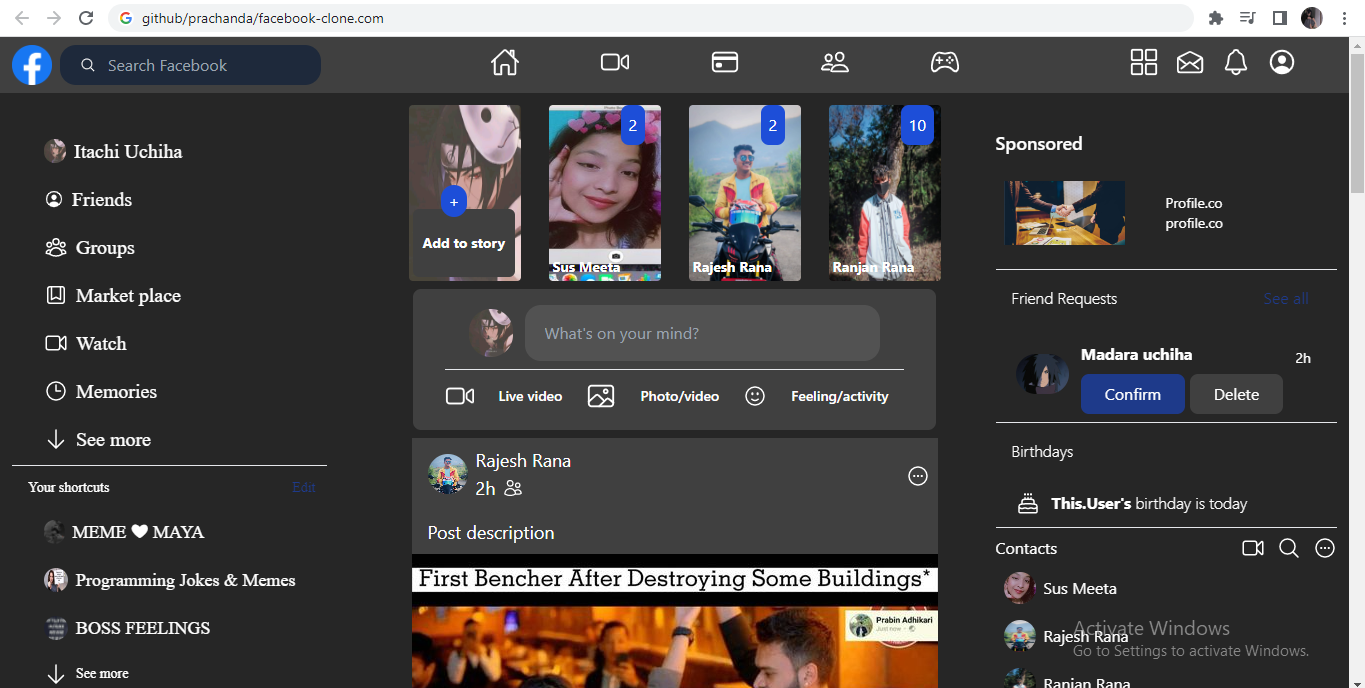 github/prachanda/facebook-clone.com
Search Facebook
Itachi Uchiha
Friends
Groups
Market place
Watch
Memories
See more
Your shortcuts Edit
MEME 🤍 MAYA
Programming Jokes & Memes
BOSS FEELINGS
See more
+
Add to story
2
Sus Meeta
2
Rajesh Rana
10
Ranjan Rana
What's on your mind?
Live video Photo/video Feeling/activity
Rajesh Rana
2h
Post description
First Bencher After Destroying Some Buildings*
Prabin Adhikari
Just now
Sponsored
Profile.co
profile.co
Friend Requests See all
Madara uchiha 2h
Confirm Delete
Birthdays
This.User's birthday is today
Contacts
Sus Meeta
Rajesh Rana
Ranjan Rana
Activate Windows
Go to Settings to activate Windows.